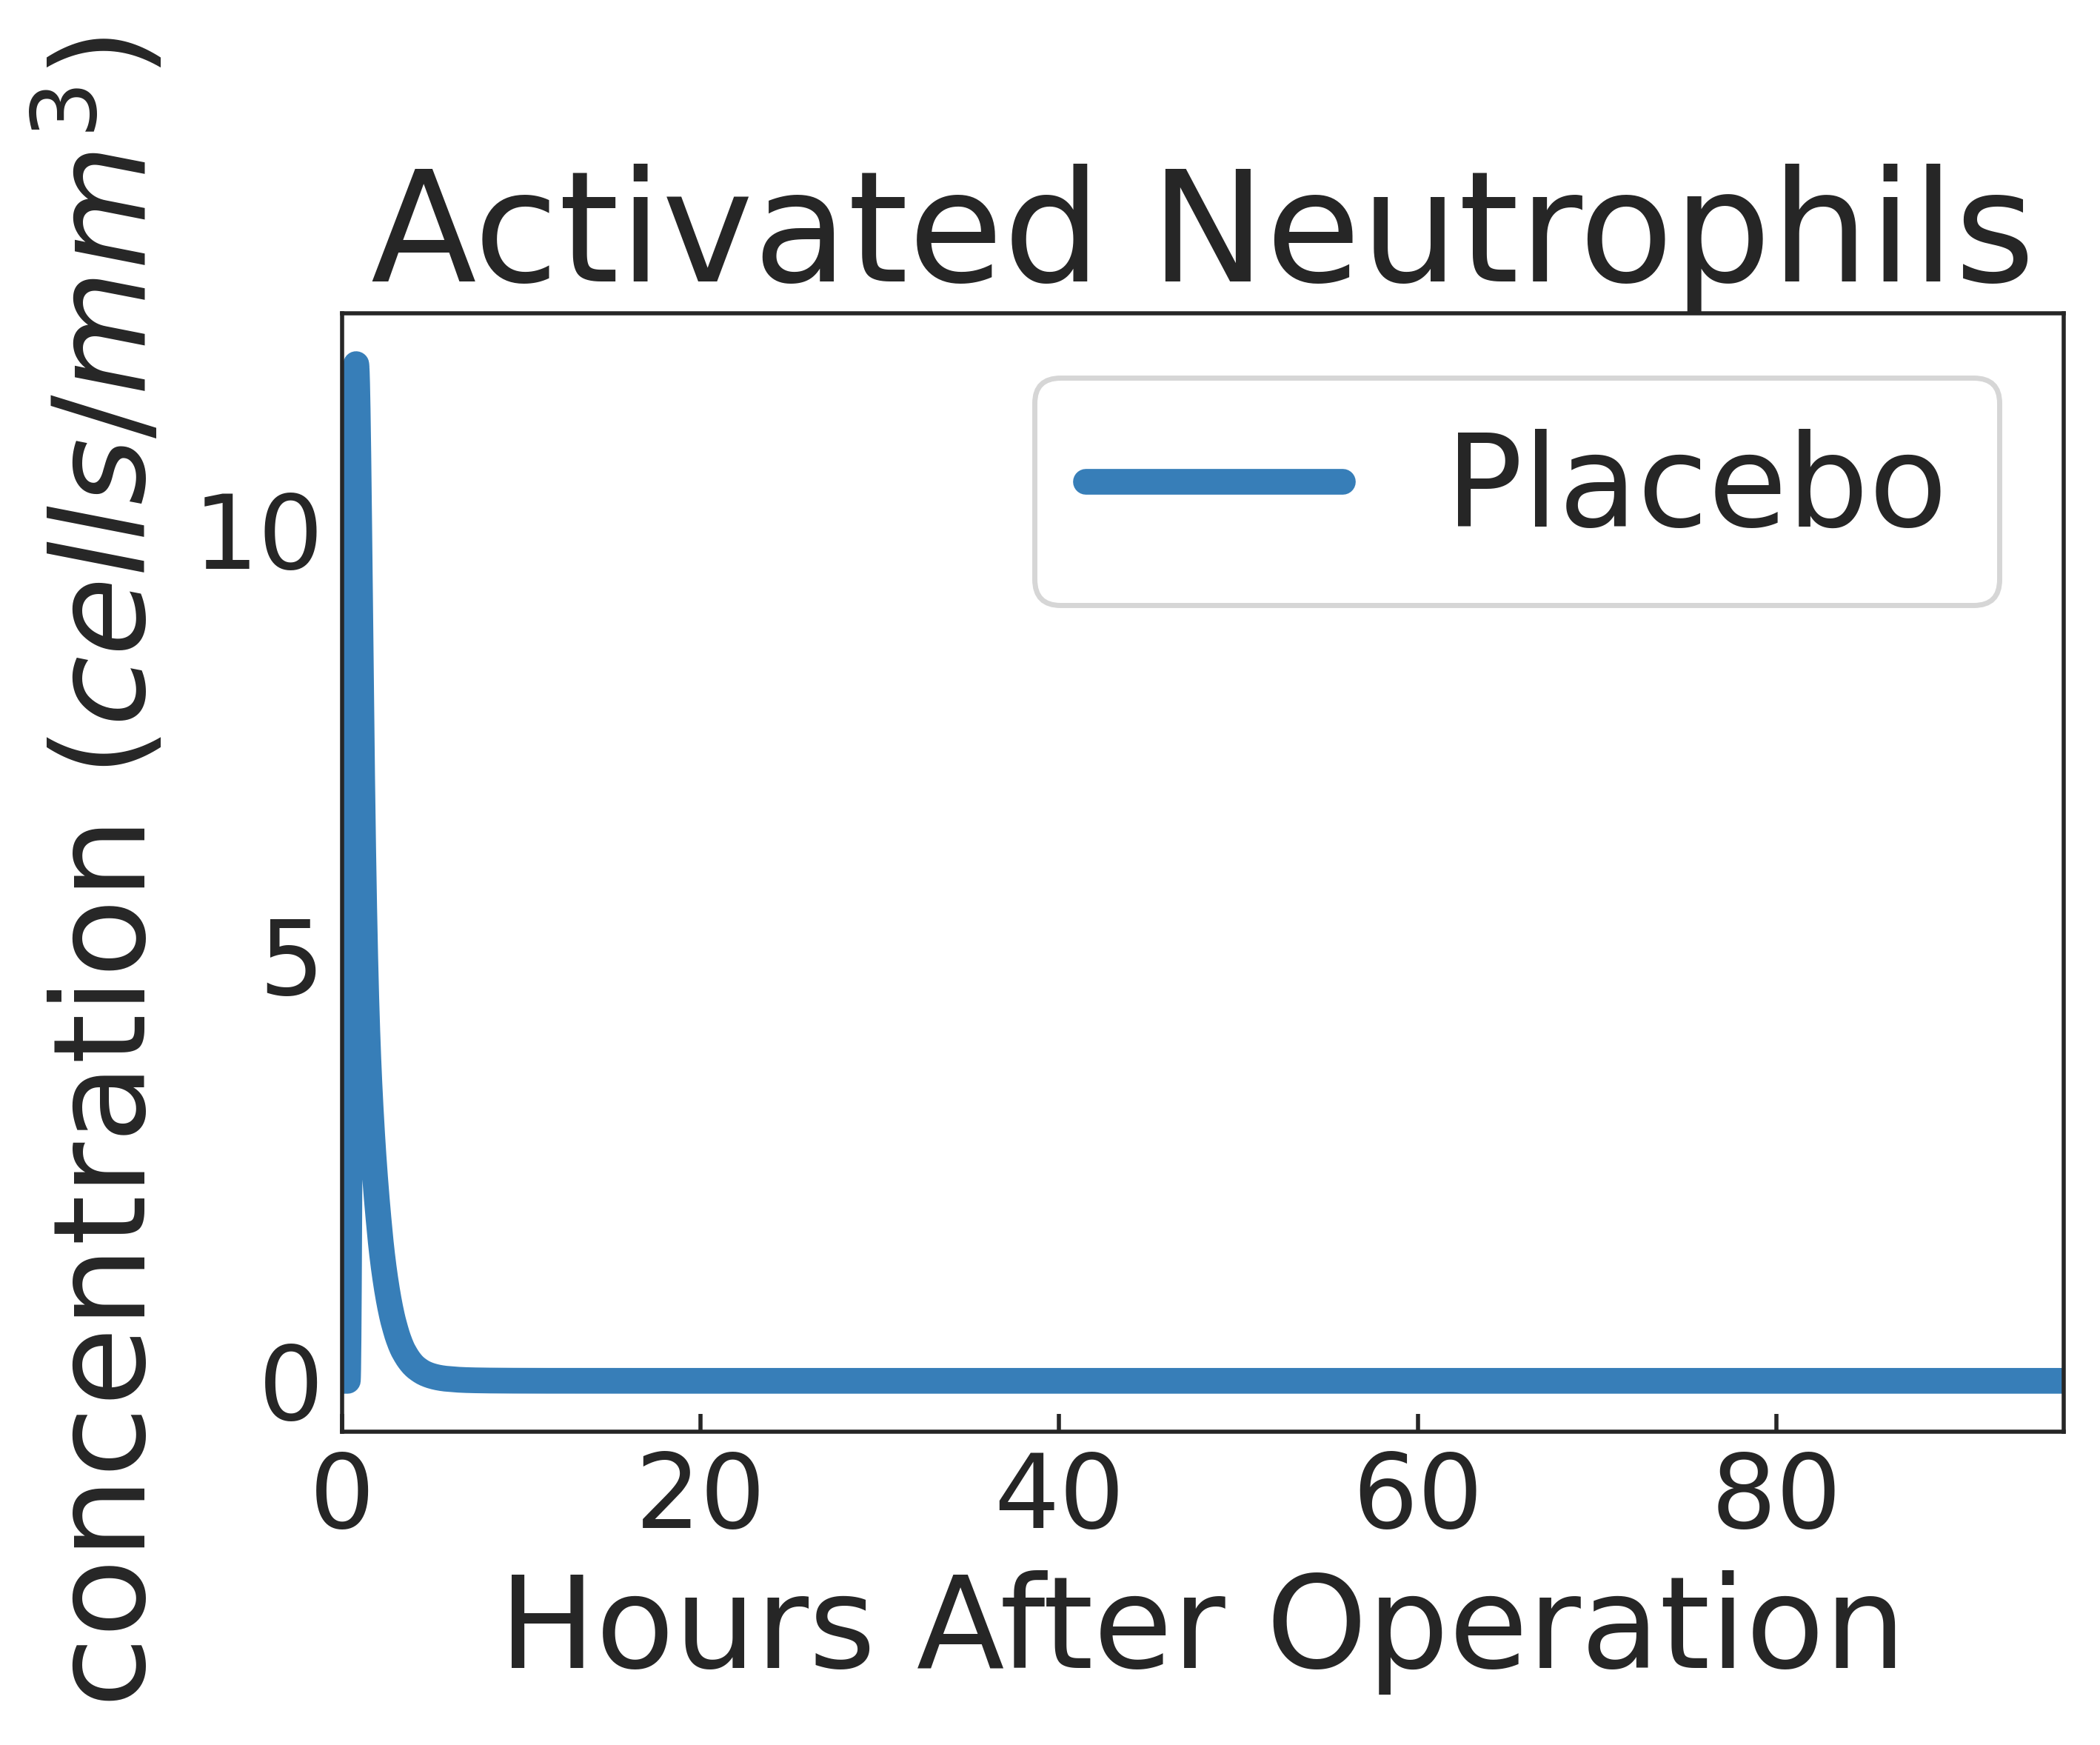 Activated Neutrophils
concentration (cells/mm³)
Placebo
10
5
0
0 20 40 60 80
Hours After Operation